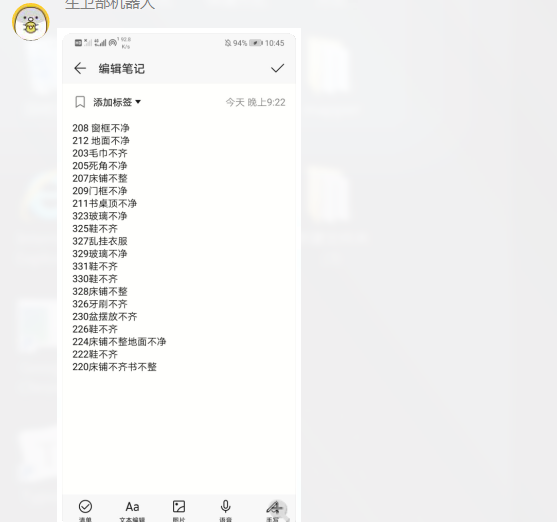 生卫部机器人
92.8
K/s
94%
10:45
编辑笔记
添加标签
今天 晚上9:22
208 窗框不净
212 地面不净
203毛巾不齐
205死角不净
207床铺不整
209门框不净
211书桌顶不净
323玻璃不净
325鞋不齐
327乱挂衣服
329玻璃不净
331鞋不齐
330鞋不齐
328床铺不整
326牙刷不齐
230盆摆放不齐
226鞋不齐
224床铺不整地面不净
222鞋不齐
220床铺不齐书不整
Aa
清单 文本编辑 图片 语音 手写